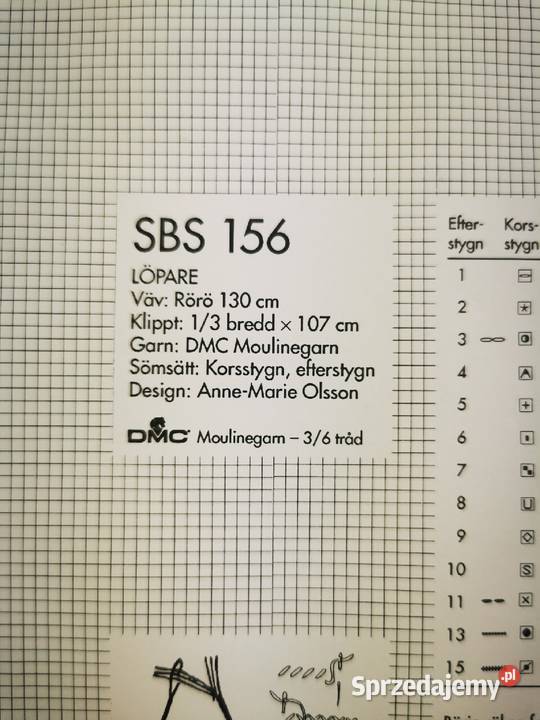 SBS 156
LÖPARE
Väv: Rörö 130 cm
Klippt: 1/3 bredd × 107 cm
Garn: DMC Moulinegarn
Sömsätt: Korsstygn, efterstygn
Design: Anne-Marie Olsson
DMC Moulinegarn – 3/6 tråd
Efter- Kors-
stygn stygn
1
2
3
4
5
6
7
8
9
10 S
11
13
15
Sprzedajemy.pl